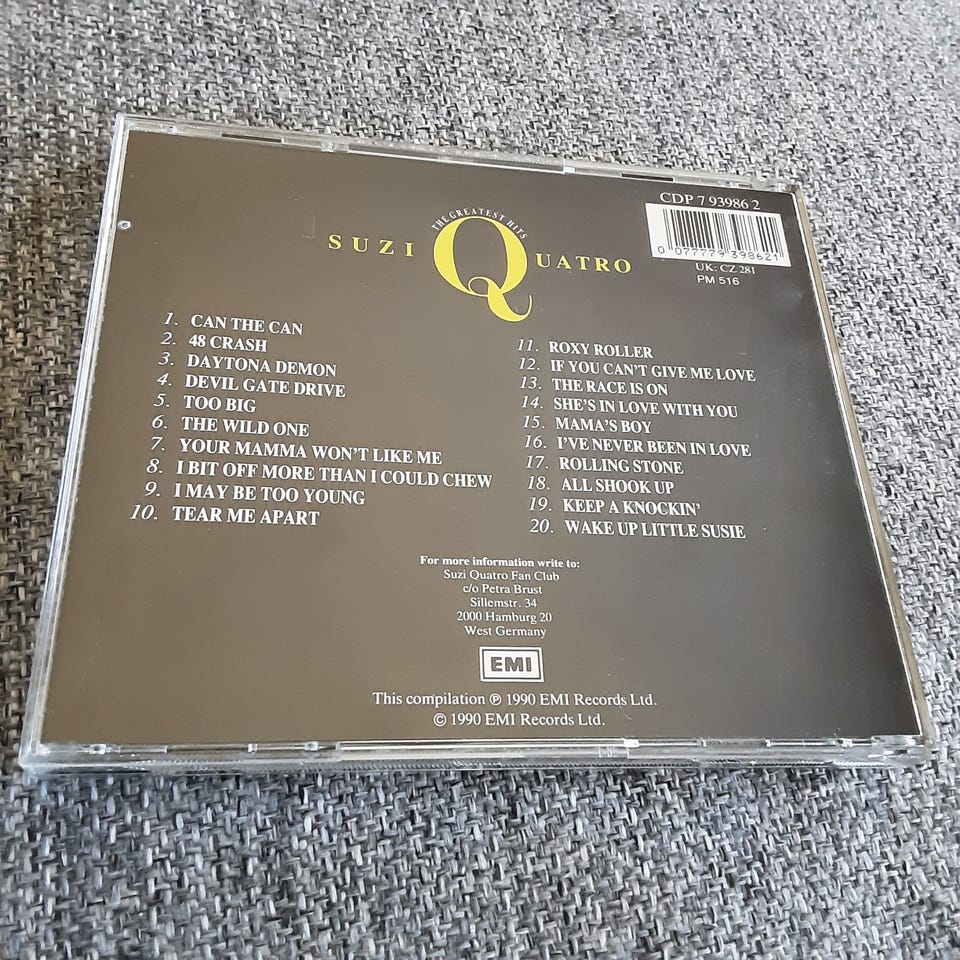 CDP 7 93986 2
0 077779 398621
UK: CZ 281
PM 516
THE GREATEST HITS
SUZI QUATRO
1. CAN THE CAN
2. 48 CRASH
3. DAYTONA DEMON
4. DEVIL GATE DRIVE
5. TOO BIG
6. THE WILD ONE
7. YOUR MAMMA WON'T LIKE ME
8. I BIT OFF MORE THAN I COULD CHEW
9. I MAY BE TOO YOUNG
10. TEAR ME APART
11. ROXY ROLLER
12. IF YOU CAN'T GIVE ME LOVE
13. THE RACE IS ON
14. SHE'S IN LOVE WITH YOU
15. MAMA'S BOY
16. I'VE NEVER BEEN IN LOVE
17. ROLLING STONE
18. ALL SHOOK UP
19. KEEP A KNOCKIN'
20. WAKE UP LITTLE SUSIE
For more information write to:
Suzi Quatro Fan Club
c/o Petra Brust
Sillemstr. 34
2000 Hamburg 20
West Germany
EMI
This compilation ℗ 1990 EMI Records Ltd.
© 1990 EMI Records Ltd.